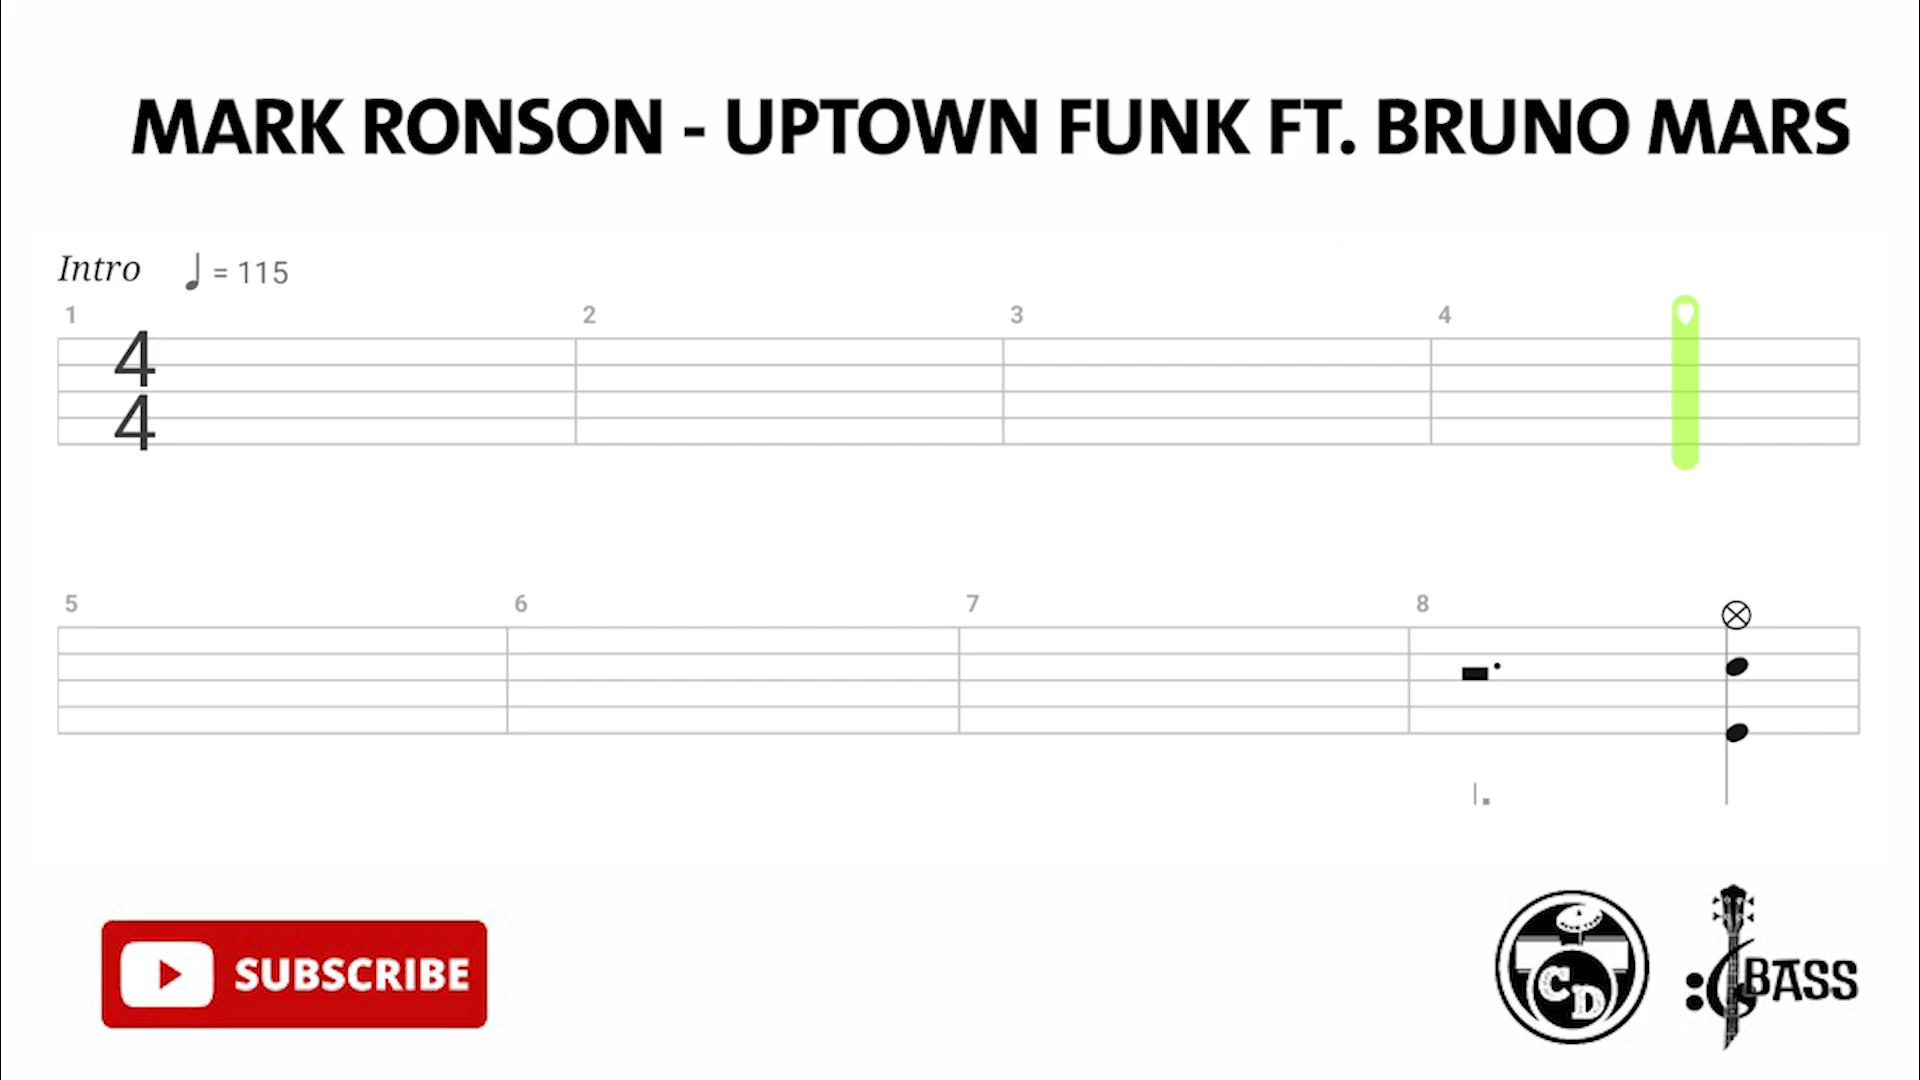 MARK RONSON - UPTOWN FUNK FT. BRUNO MARS
Intro ♩ = 115
1 2 3 4
4
4
5 6 7 8
SUBSCRIBE
CD
BASS